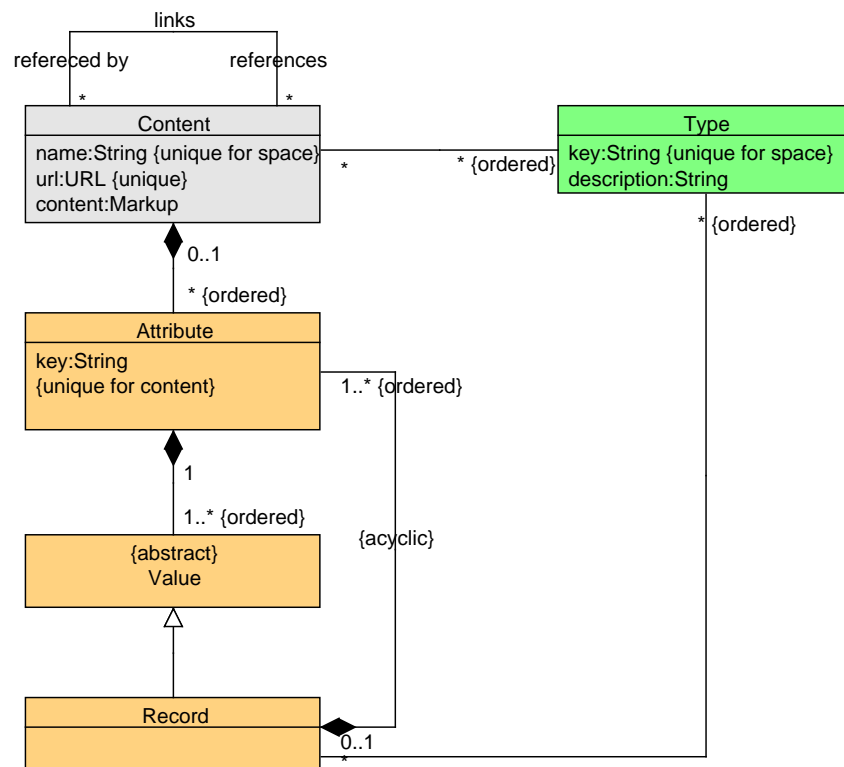 links
refereced by
references
*
*
Content
name:String {unique for space}
url:URL {unique}
content:Markup
*
* {ordered}
Type
key:String {unique for space}
description:String
* {ordered}
0..1
* {ordered}
Attribute
key:String
{unique for content}
1..* {ordered}
1
1..* {ordered}
{acyclic}
{abstract}
Value
Record
0..1
*